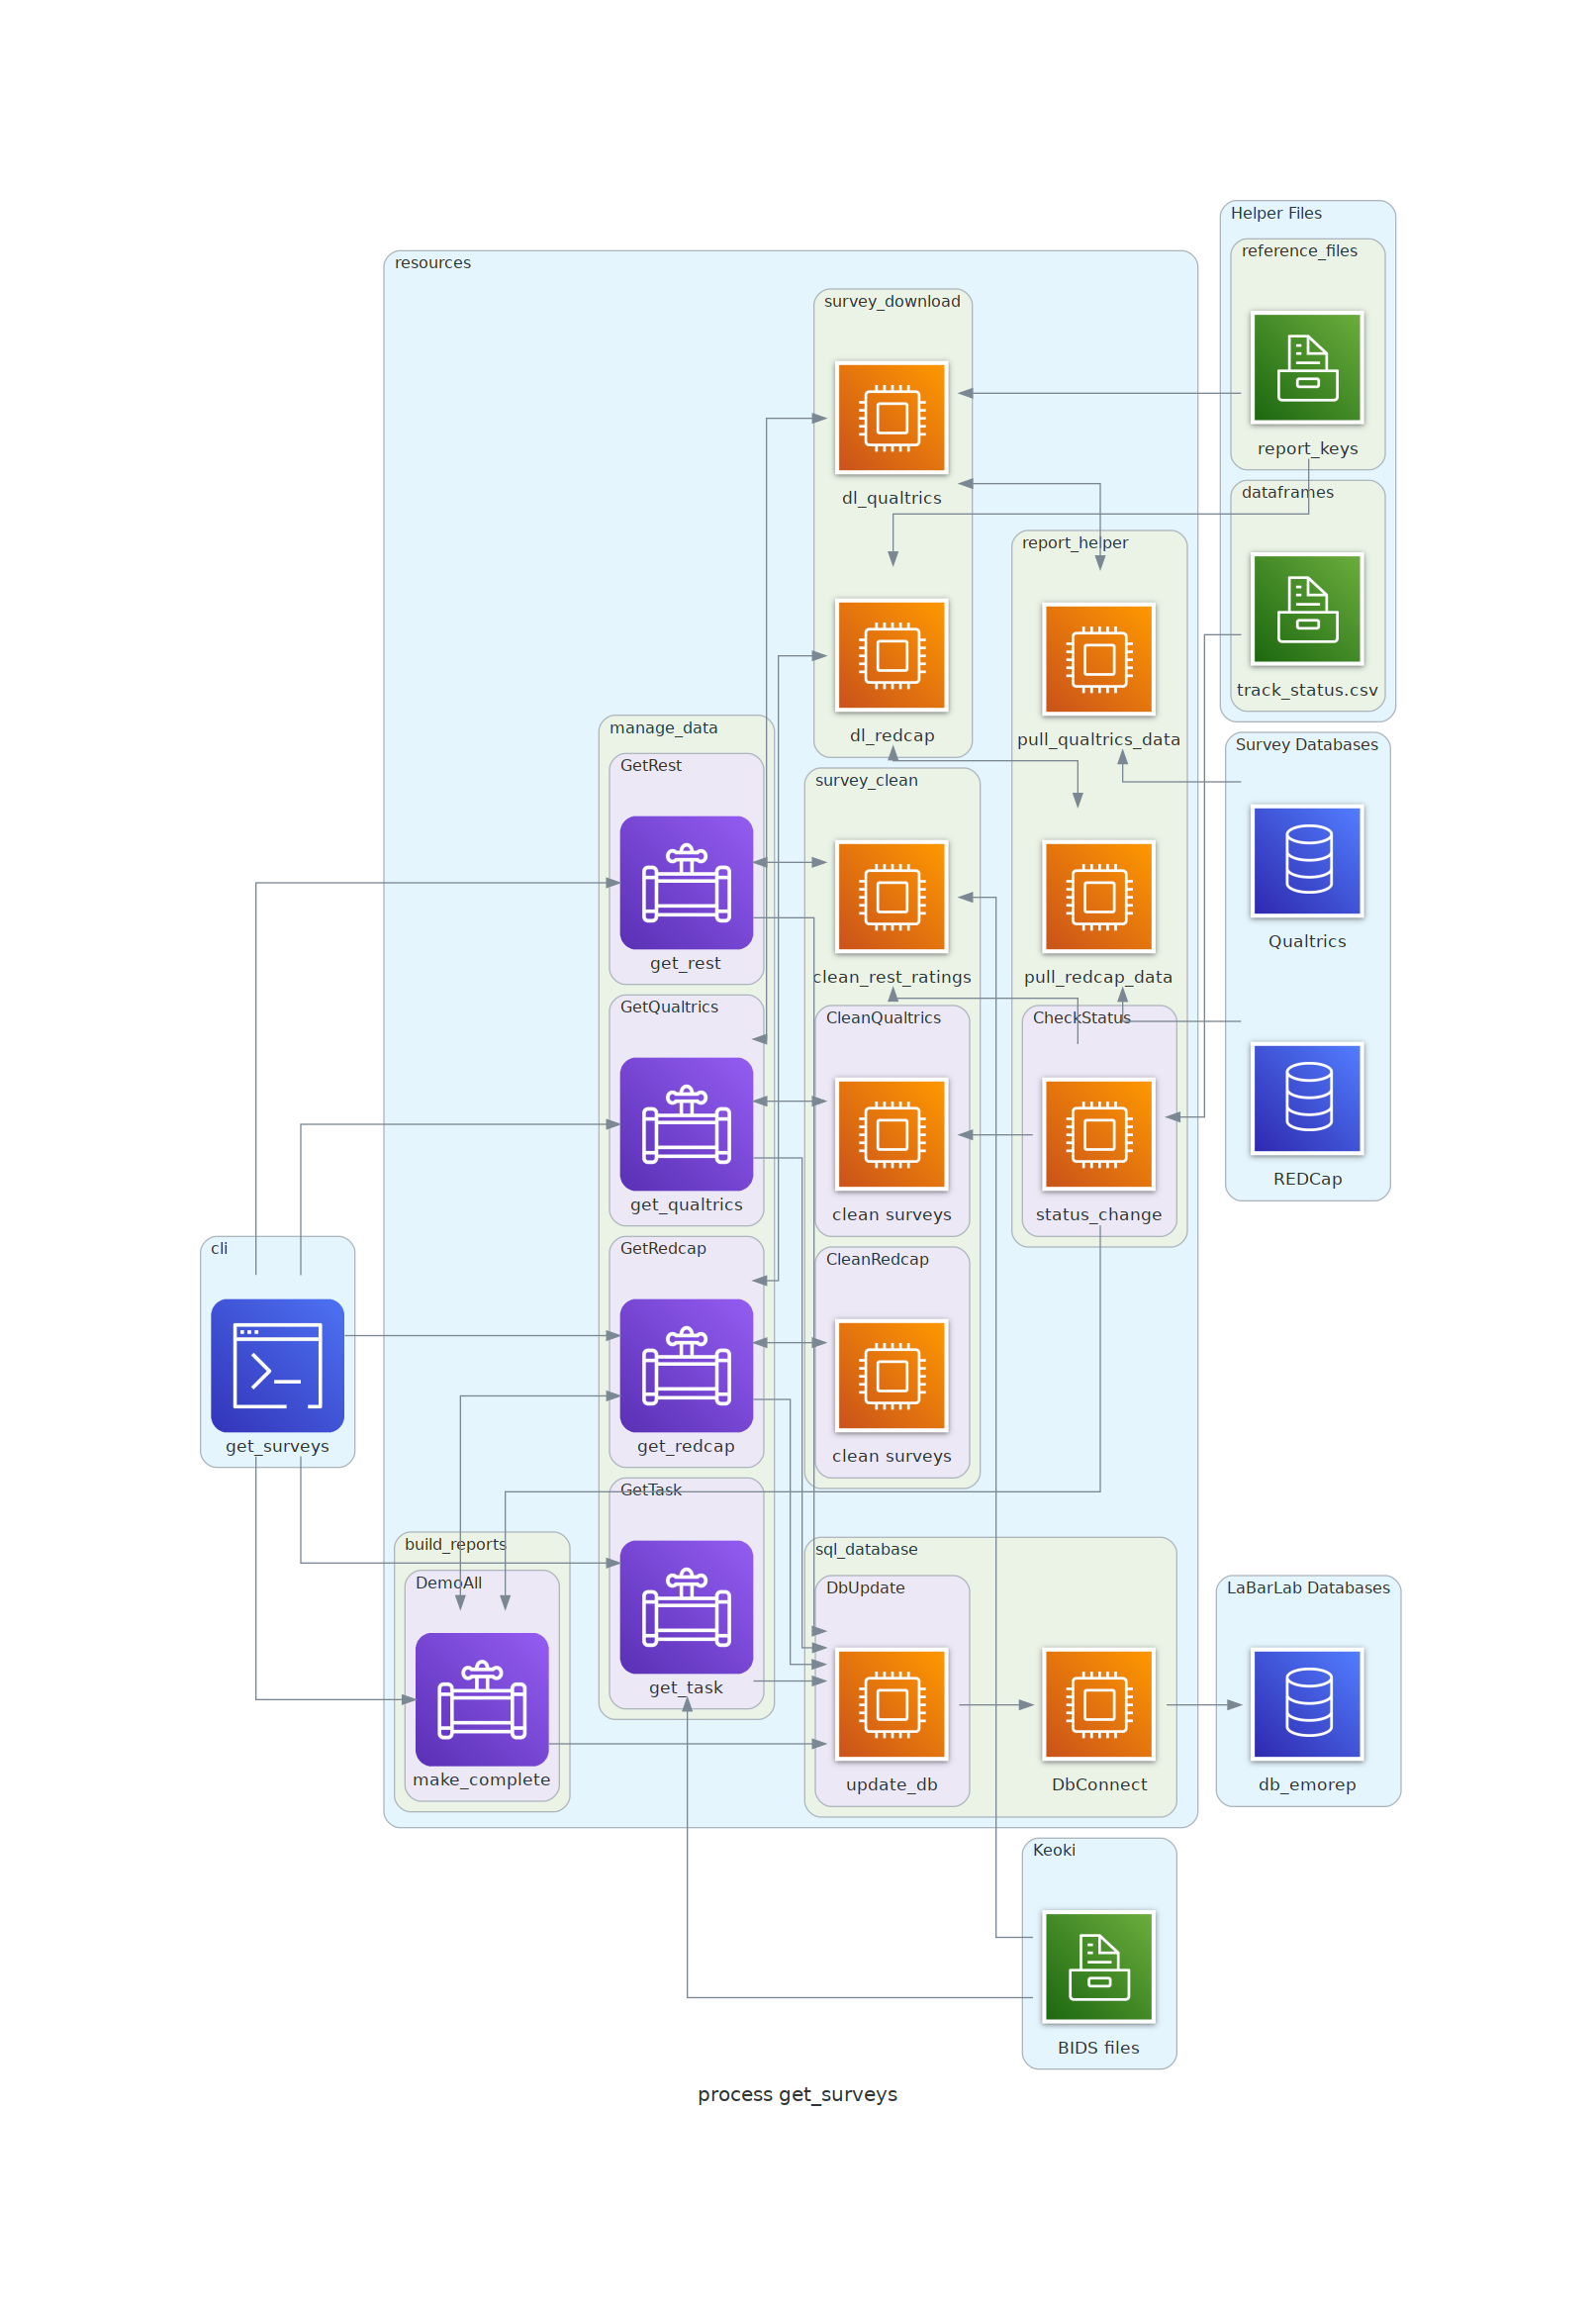 Helper Files
reference_files
resources
survey_download
report_keys
dataframes
dl_qualtrics
report_helper
track_status.csv
manage_data
dl_redcap
pull_qualtrics_data
Survey Databases
GetRest
survey_clean
Qualtrics
get_rest
clean_rest_ratings
pull_redcap_data
GetQualtrics
CleanQualtrics
CheckStatus
REDCap
get_qualtrics
clean surveys
status_change
cli
GetRedcap
CleanRedcap
get_surveys
get_redcap
clean surveys
GetTask
build_reports
sql_database
DemoAll
DbUpdate
LaBarLab Databases
get_task
make_complete
update_db
DbConnect
db_emorep
Keoki
BIDS files
process get_surveys